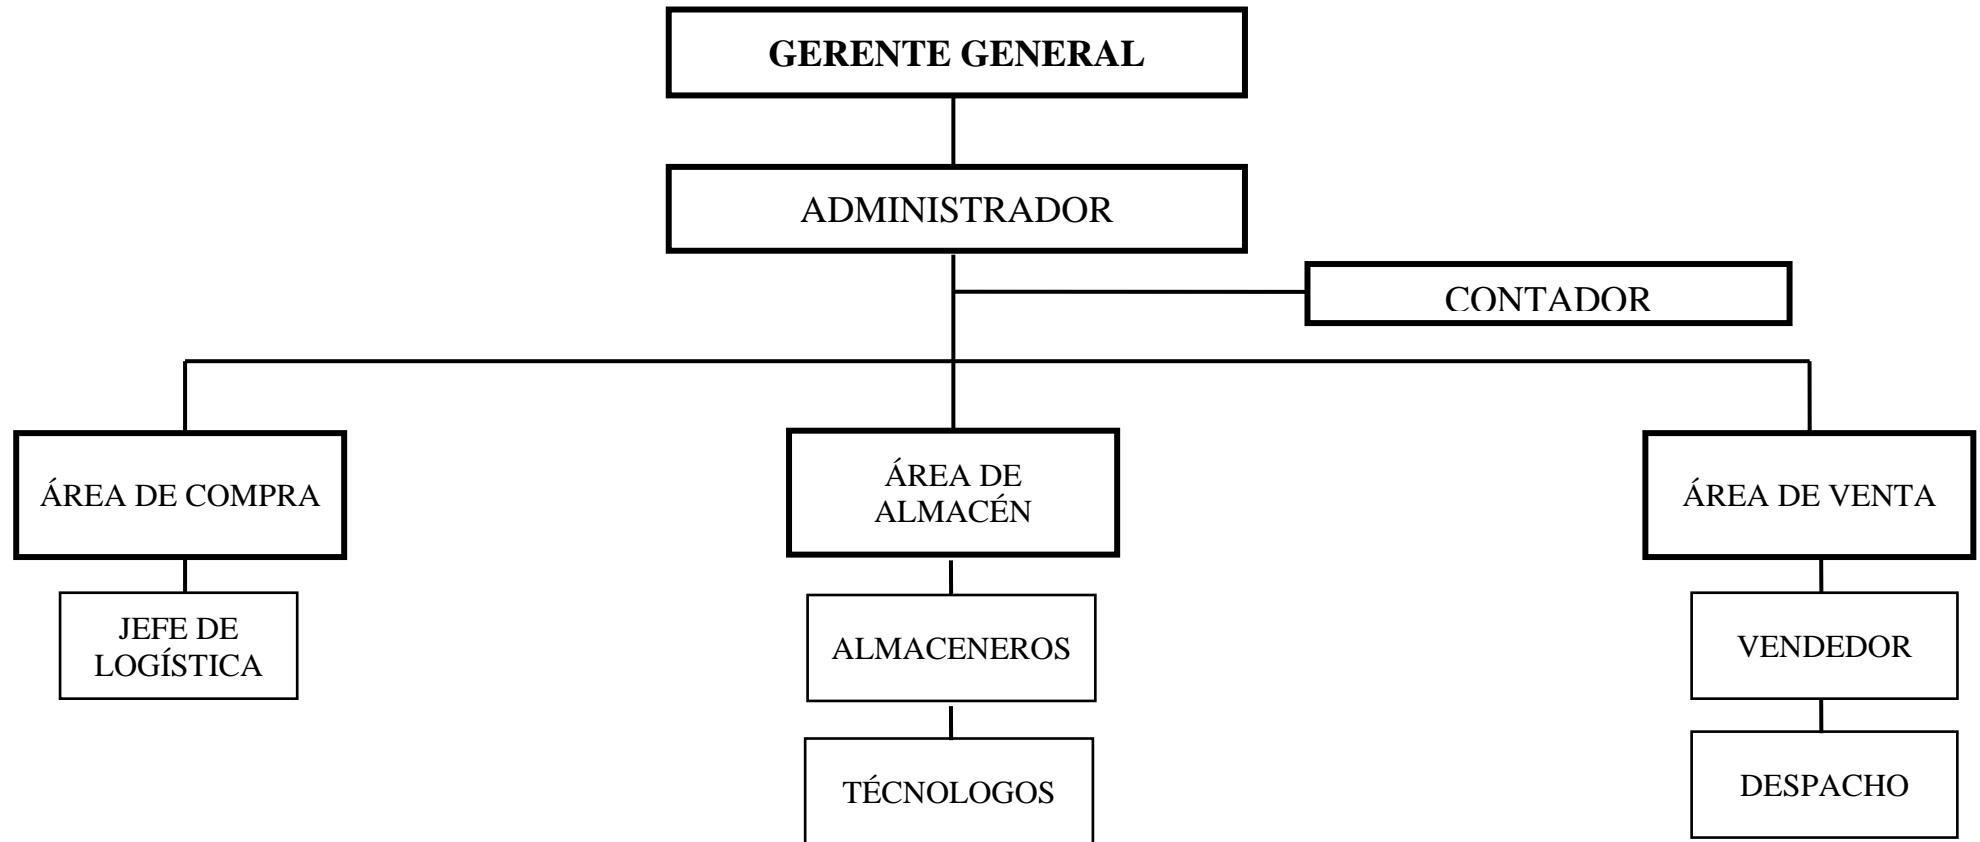 GERENTE GENERAL
ADMINISTRADOR
CONTADOR
ÁREA DE COMPRA
ÁREA DE
ALMACÉN
ÁREA DE VENTA
JEFE DE
LOGÍSTICA
ALMACENEROS
VENDEDOR
TÉCNOLOGOS
DESPACHO